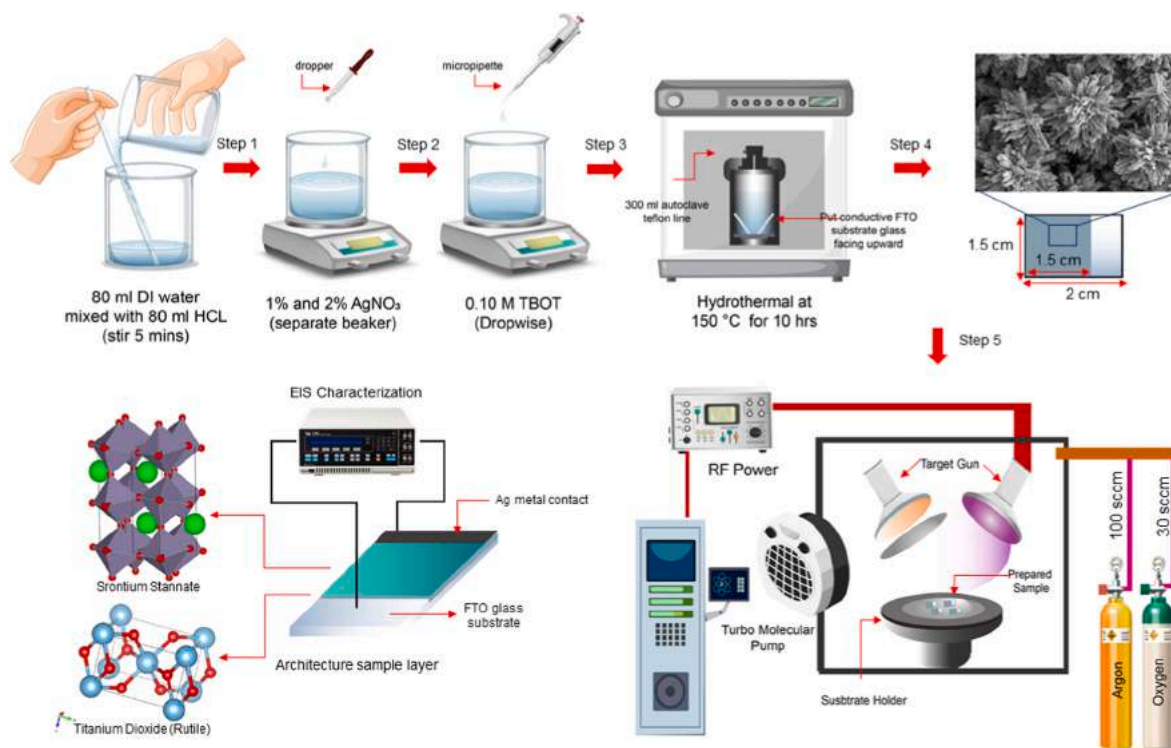 dropper
micropipette
Step 1
Step 2
Step 3
Step 4
300 ml autoclave
teflon line
Put conductive FTO
substrate glass
facing upward
1.5 cm
1.5 cm
2 cm
80 ml DI water
mixed with 80 ml HCL
(stir 5 mins)
1% and 2% AgNO₃
(separate beaker)
0.10 M TBOT
(Dropwise)
Hydrothermal at
150 °C for 10 hrs
Step 5
EIS Characterization
Ag metal contact
Srontium Stannate
FTO glass
substrate
Architecture sample layer
Titanium Dioxide (Rutile)
RF Power
Target Gun
100 sccm
30 sccm
Prepared
Sample
Turbo Molecular
Pump
Susbtrate Holder
Argon
Oxygen